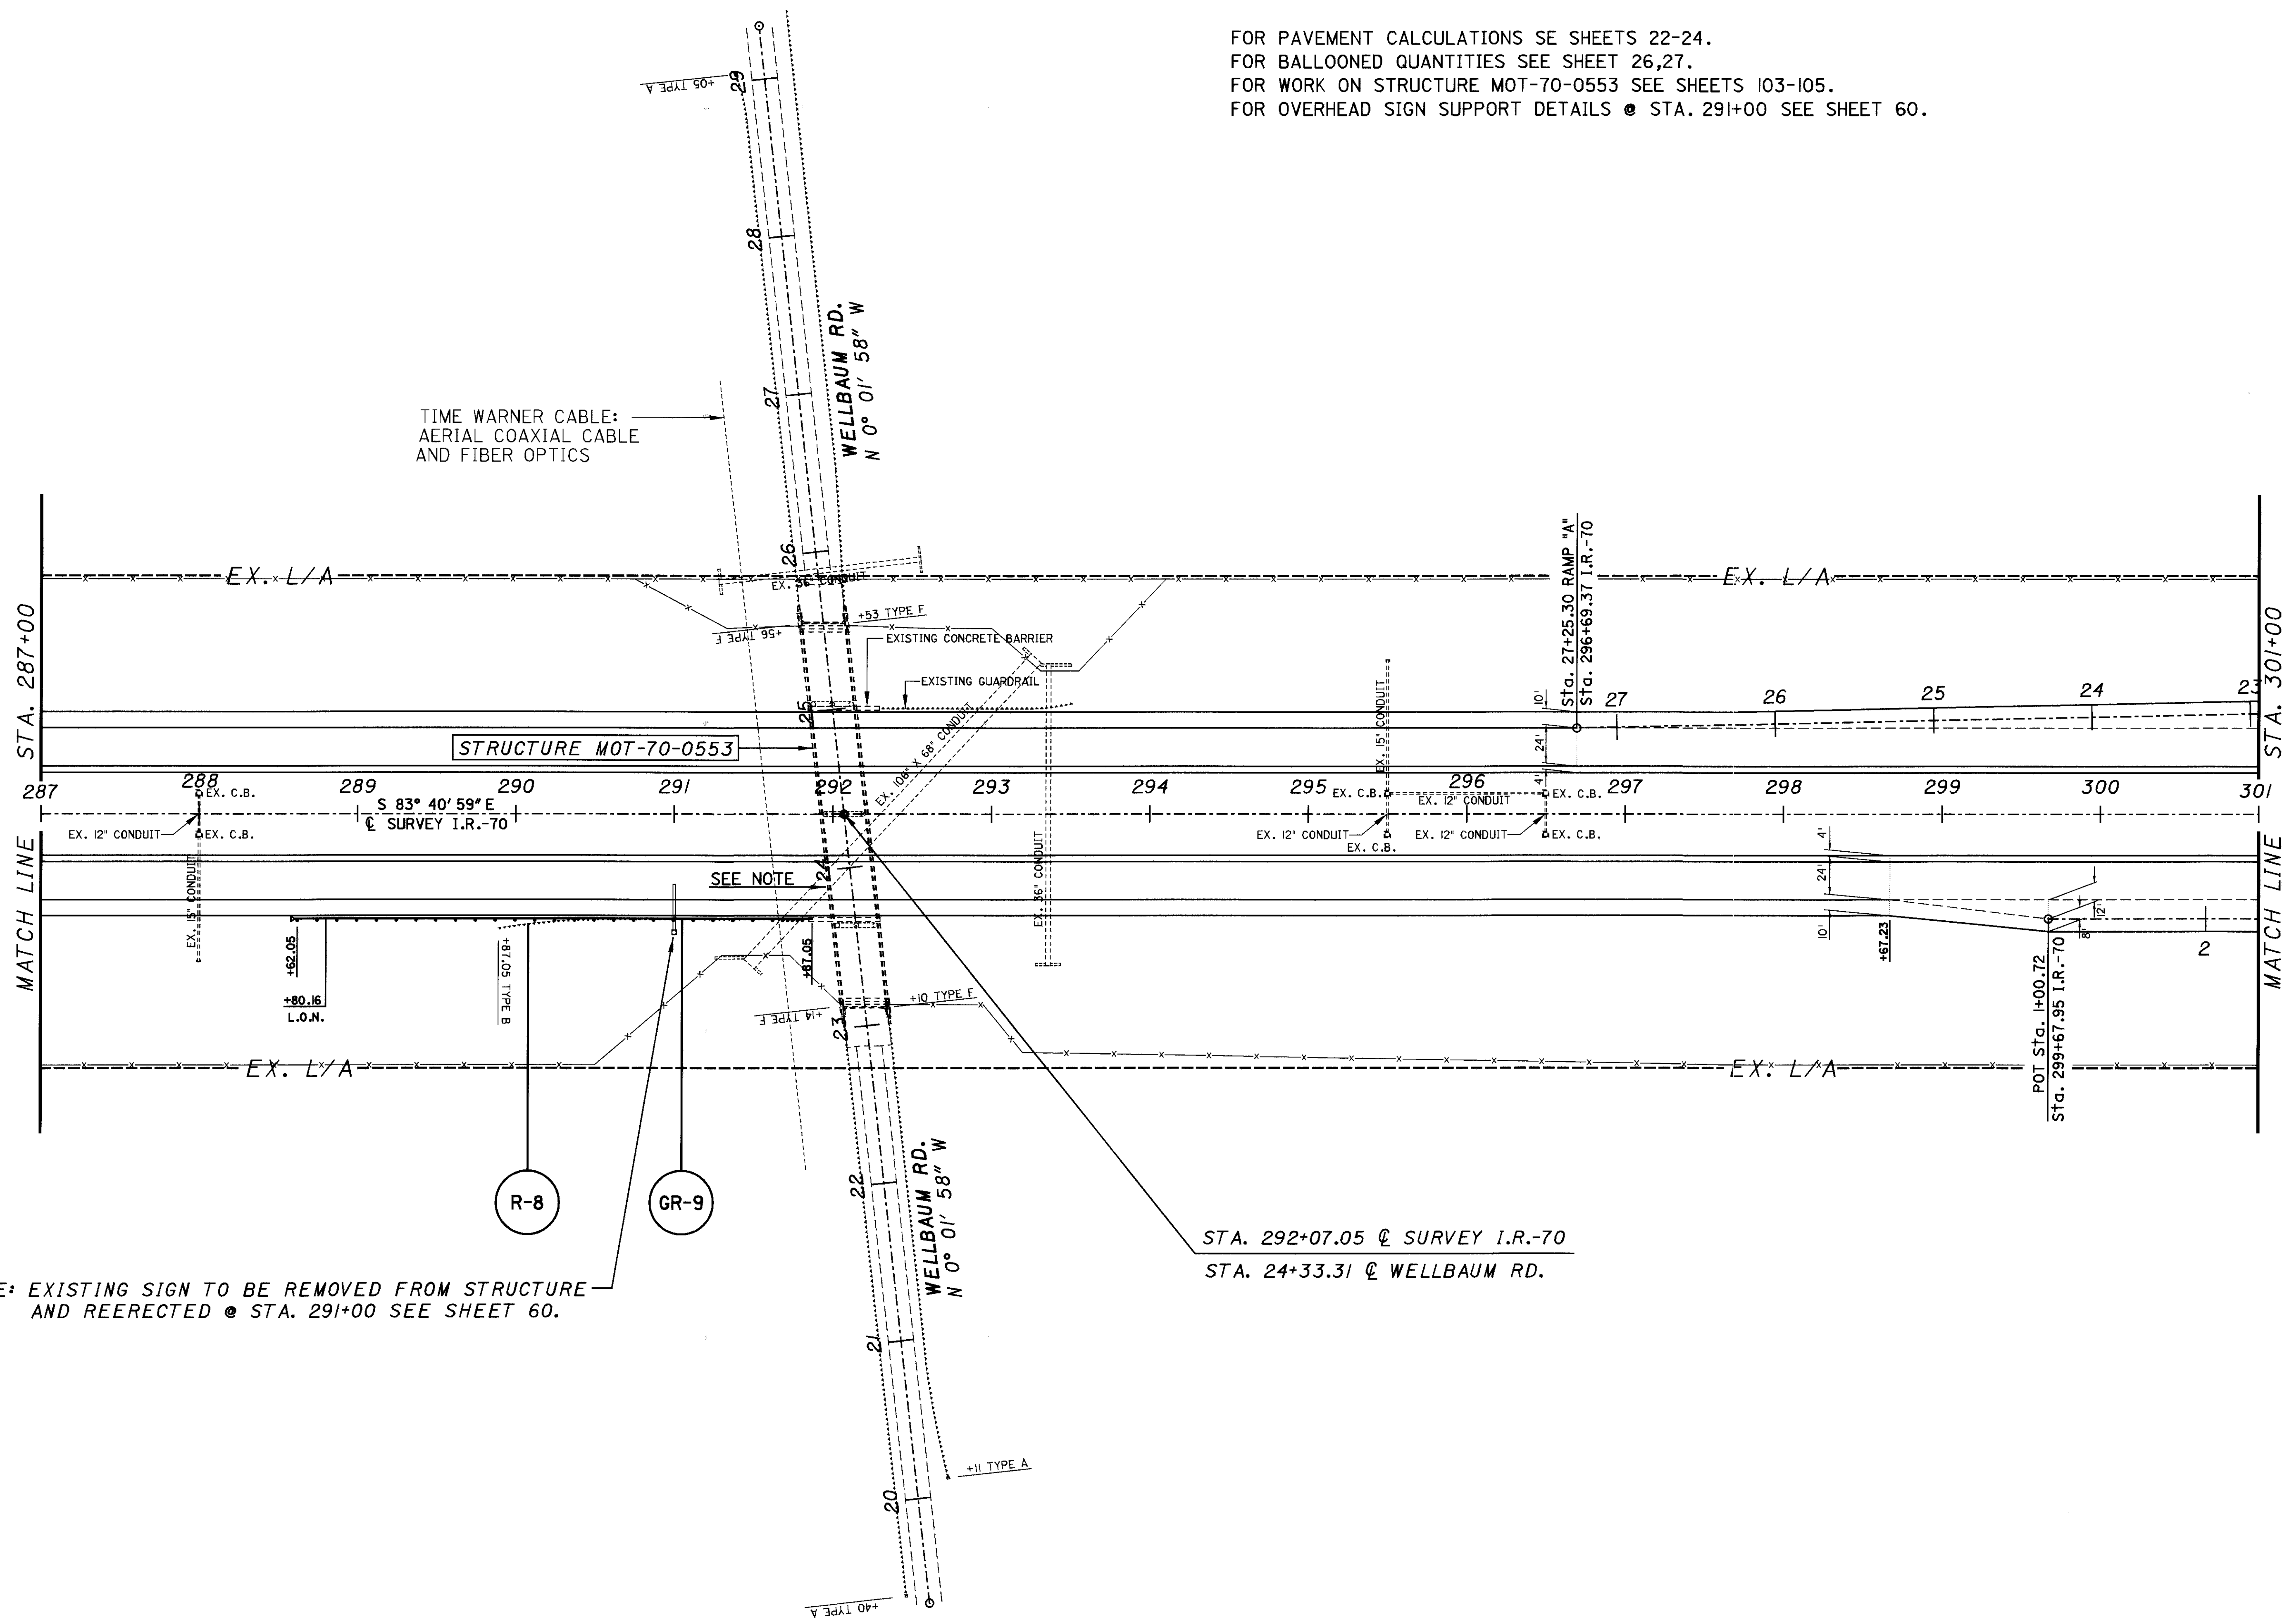 FOR PAVEMENT CALCULATIONS SE SHEETS 22-24.
FOR BALLOONED QUANTITIES SEE SHEET 26,27.
FOR WORK ON STRUCTURE MOT-70-0553 SEE SHEETS 103-105.
FOR OVERHEAD SIGN SUPPORT DETAILS @ STA. 291+00 SEE SHEET 60.
+05 TYPE A
29
28
27
WELLBAUM RD.
N 0° 01' 58" W
TIME WARNER CABLE:
AERIAL COAXIAL CABLE
AND FIBER OPTICS
26
EX. L/A
EX. 36" CONDUIT
EX. L/A
+53 TYPE F
+56 TYPE F
EXISTING CONCRETE BARRIER
EXISTING GUARDRAIL
25
STRUCTURE MOT-70-0553
EX. 106" X 68" CONDUIT
EX. 15" CONDUIT
Sta. 27+25.30 RAMP "A"
Sta. 296+69.37 I.R.-70
10'
24'
4'
27
26
25
24
23
STA. 287+00
MATCH LINE
STA. 301+00
MATCH LINE
287
288
289
290
291
292
293
294
295
296
297
298
299
300
301
EX. C.B.
EX. 12" CONDUIT
EX. C.B.
S 83° 40' 59" E
℄ SURVEY I.R.-70
EX. C.B.
EX. 12" CONDUIT
EX. C.B.
EX. 12" CONDUIT
EX. C.B.
EX. 12" CONDUIT
EX. C.B.
EX. 15" CONDUIT
24
SEE NOTE
EX. 36" CONDUIT
4'
24'
10'
+67.23
12'
8'
2
POT Sta. 1+00.72
Sta. 299+67.95 I.R.-70
+62.05
+80.16
L.O.N.
+87.05 TYPE B
+87.05
+10 TYPE F
+14 TYPE F
23
EX. L/A
EX. L/A
R-8
GR-9
22
WELLBAUM RD.
N 0° 01' 58" W
STA. 292+07.05 ℄ SURVEY I.R.-70
STA. 24+33.31 ℄ WELLBAUM RD.
E: EXISTING SIGN TO BE REMOVED FROM STRUCTURE
AND REERECTED @ STA. 291+00 SEE SHEET 60.
21
+11 TYPE A
20
+40 TYPE A